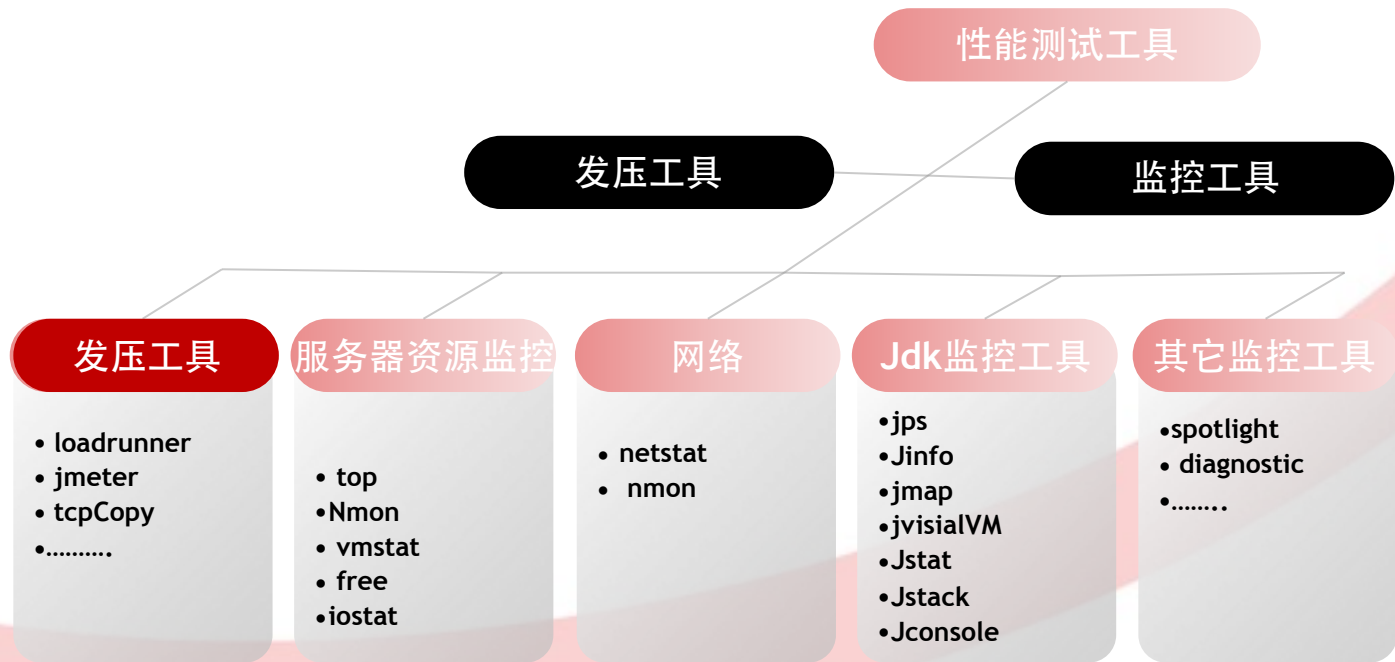 性能测试工具
发压工具
监控工具
发压工具
• loadrunner
• jmeter
• tcpCopy
•……….
服务器资源监控
• top
•Nmon
• vmstat
• free
•iostat
网络
• netstat
• nmon
Jdk监控工具
•jps
•Jinfo
•jmap
•jvisialVM
•Jstat
•Jstack
•Jconsole
其它监控工具
•spotlight
• diagnostic
•……..